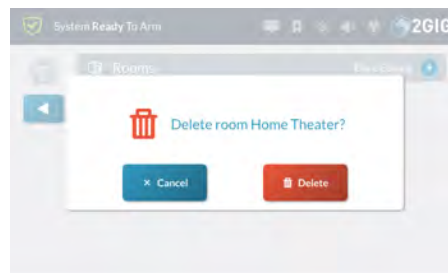 System Ready To Arm
2GIG
Rooms
Delete room Home Theater?
× Cancel
Delete